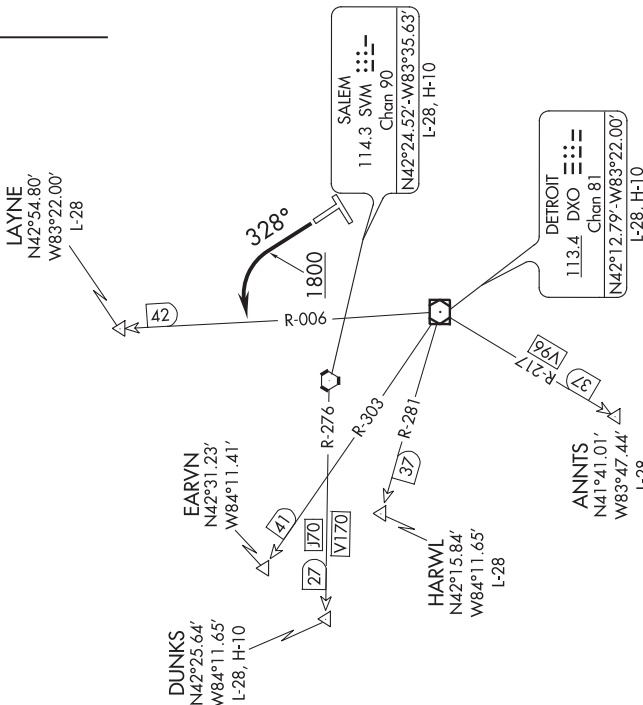 LAYNE
N42°54.80'
W83°22.00'
L-28
SALEM
114.3 SVM
Chan 90
N42°24.52'-W83°35.63'
L-28, H-10
328°
1800
42
R-006
EARVN
N42°31.23'
W84°11.41'
41
R-303
R-276
J70
V170
27
DUNKS
N42°25.64'
W84°11.65'
L-28, H-10
R-281
37
HARWL
N42°15.84'
W84°11.65'
L-28
DETROIT
113.4 DXO
Chan 81
N42°12.79'-W83°22.00'
L-28, H-10
V96
R-217
37
ANNTS
N41°41.01'
W83°47.44'
L-28